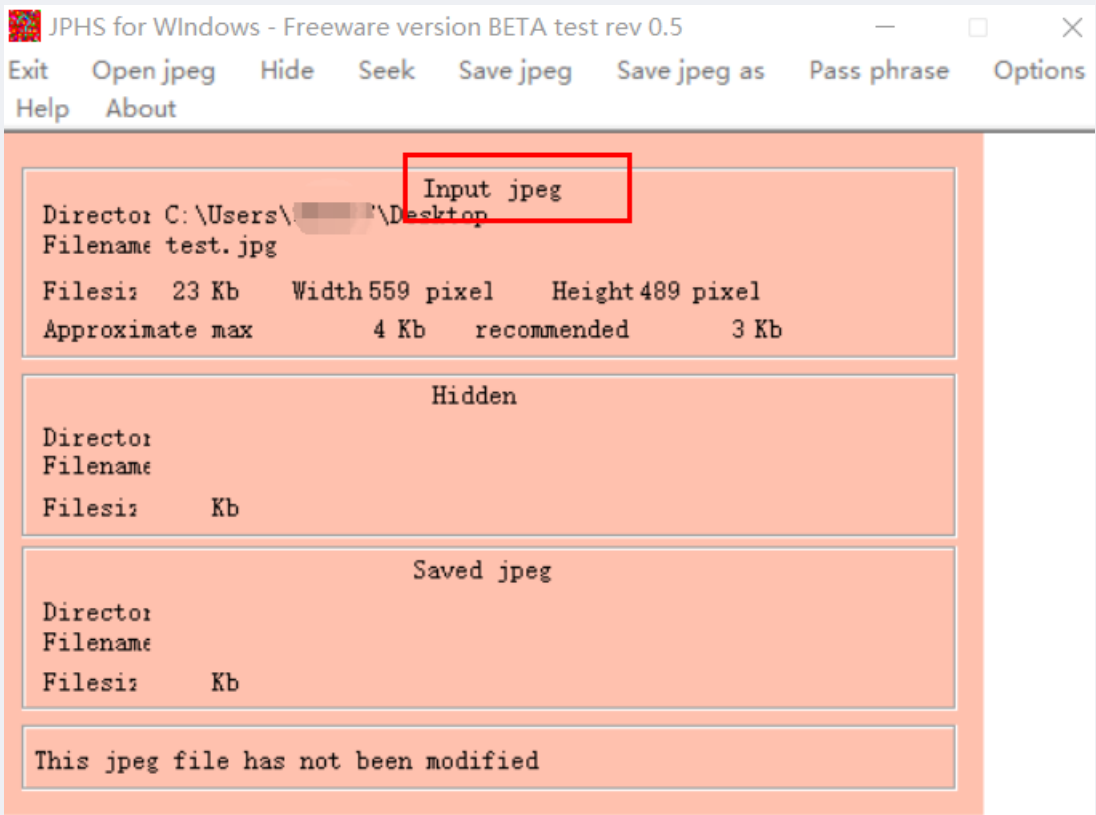 JPHS for WIndows - Freeware version BETA test rev 0.5
Exit Open jpeg Hide Seek Save jpeg Save jpeg as Pass phrase Options
Help About
Input jpeg
Director C:\Users\ \Desktop
Filename test.jpg
Filesiz 23 Kb Width 559 pixel Height 489 pixel
Approximate max 4 Kb recommended 3 Kb
Hidden
Director
Filename
Filesiz Kb
Saved jpeg
Director
Filename
Filesiz Kb
This jpeg file has not been modified